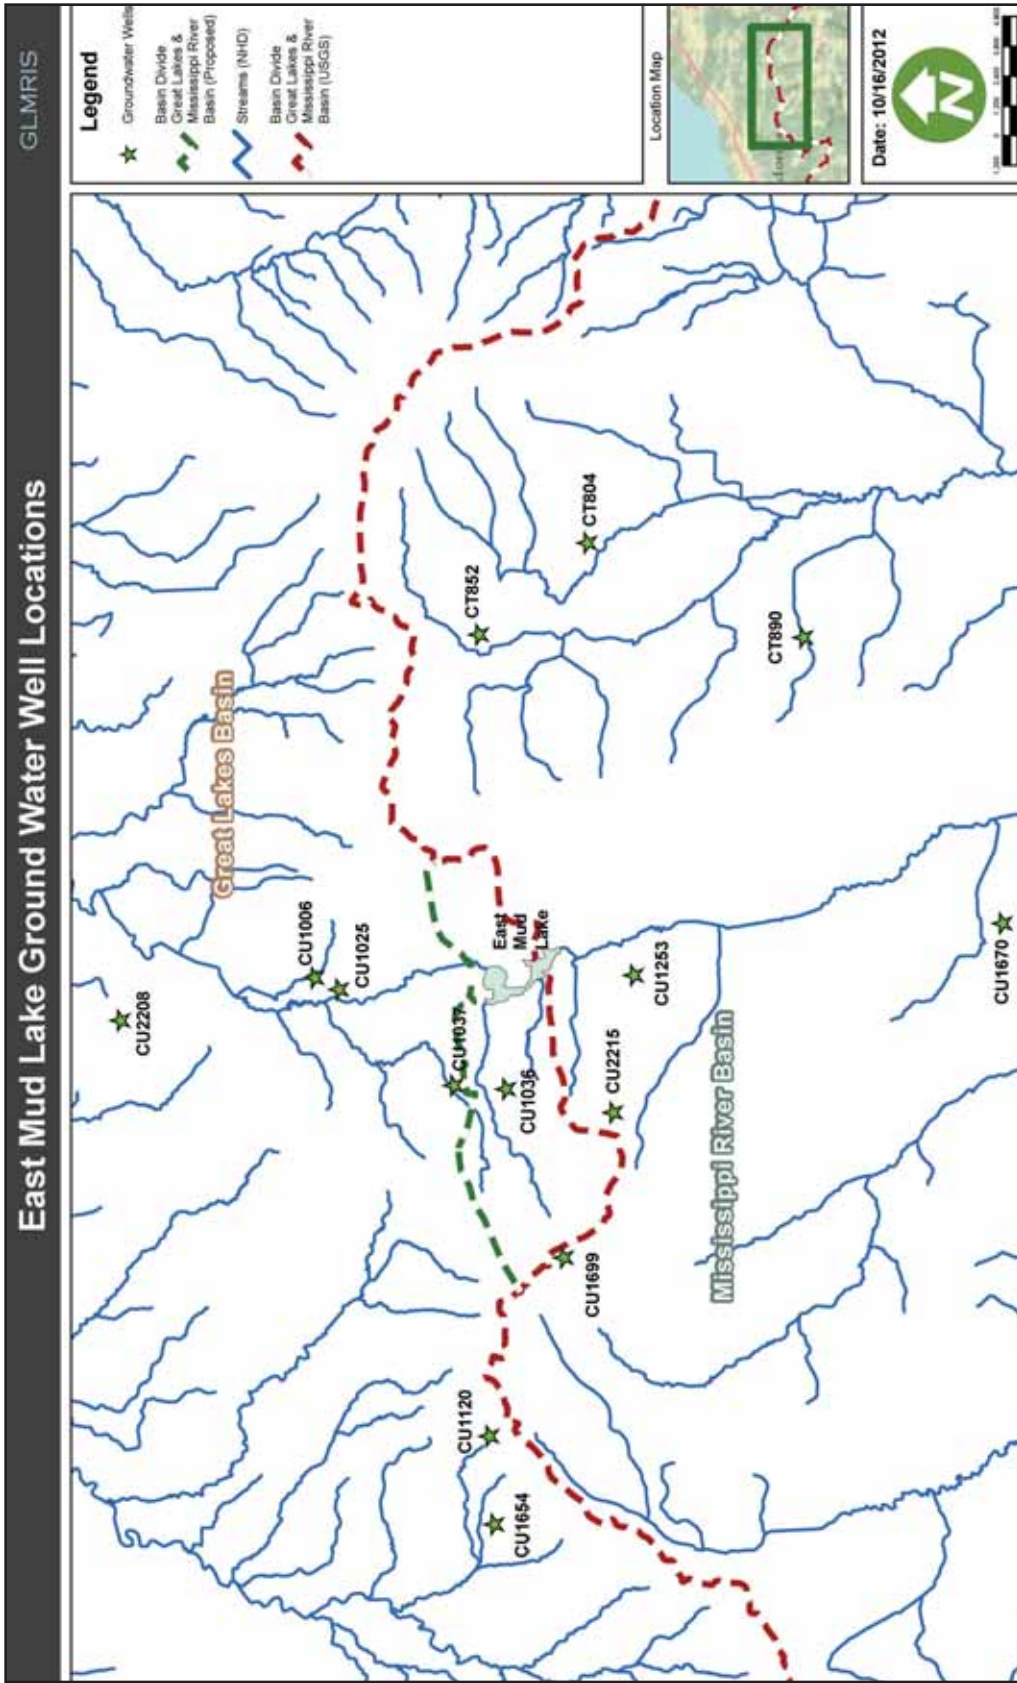 East Mud Lake Ground Water Well Locations
GLMRIS
Legend
Groundwater Wells
Basin Divide
Great Lakes &
Mississippi River
Basin (Proposed)
Streams (NHD)
Basin Divide
Great Lakes &
Mississippi River
Basin (USGS)
Location Map
Date: 10/16/2012
N
Great Lakes Basin
Mississippi River Basin
East
Mud
Lake
CU2208
CU1006
CU1025
CU1037
CU1036
CU2215
CU1253
CU1670
CU1699
CU1120
CU1654
CT852
CT804
CT890